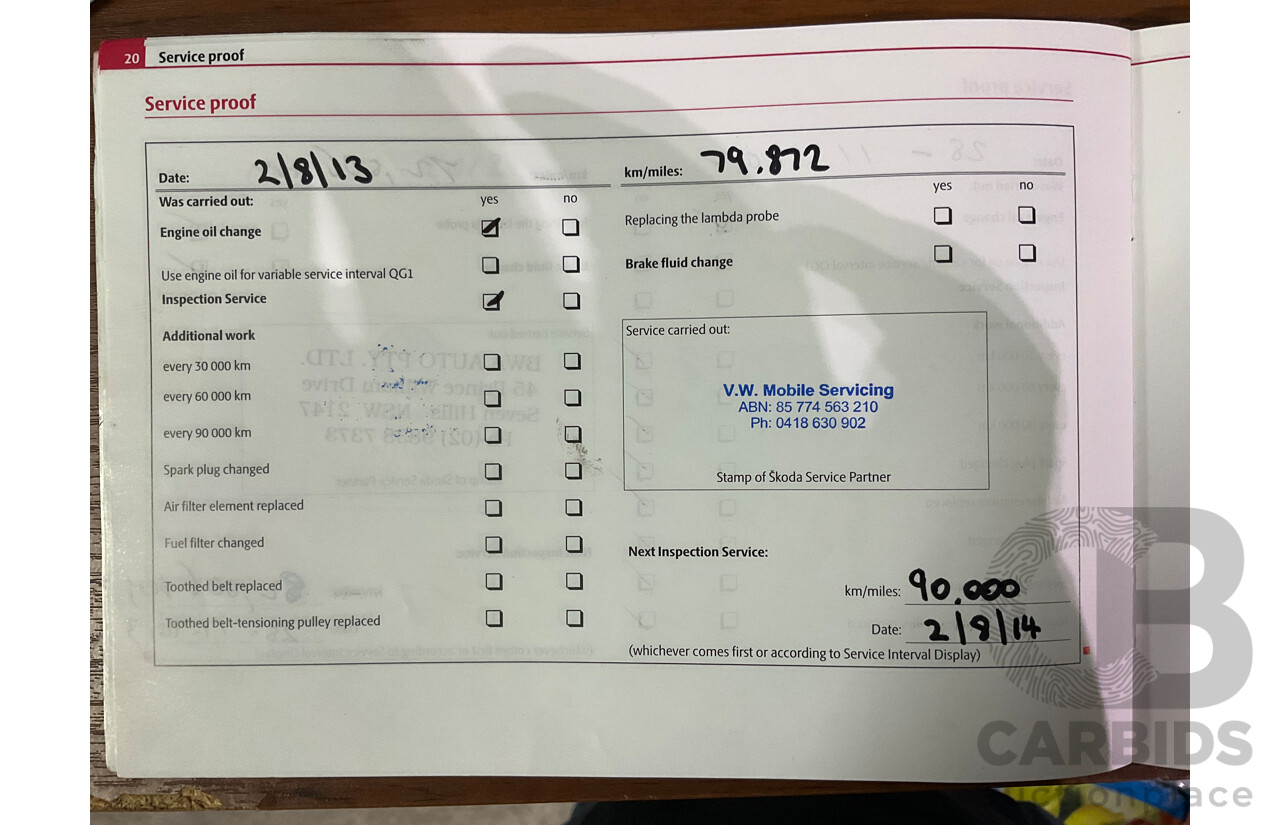 20 Service proof
Service proof
Date: 2/8/13
km/miles: 79.872
Was carried out: yes no
Engine oil change
Use engine oil for variable service interval QG1
Inspection Service
Additional work
every 30 000 km
every 60 000 km
every 90 000 km
Spark plug changed
Air filter element replaced
Fuel filter changed
Toothed belt replaced
Toothed belt-tensioning pulley replaced
yes no
Replacing the lambda probe
Brake fluid change
Service carried out:
V.W. Mobile Servicing
ABN: 85 774 563 210
Ph: 0418 630 902
Stamp of Škoda Service Partner
Next Inspection Service:
km/miles: 90.000
Date: 2/8/14
(whichever comes first or according to Service Interval Display)
CARBIDS